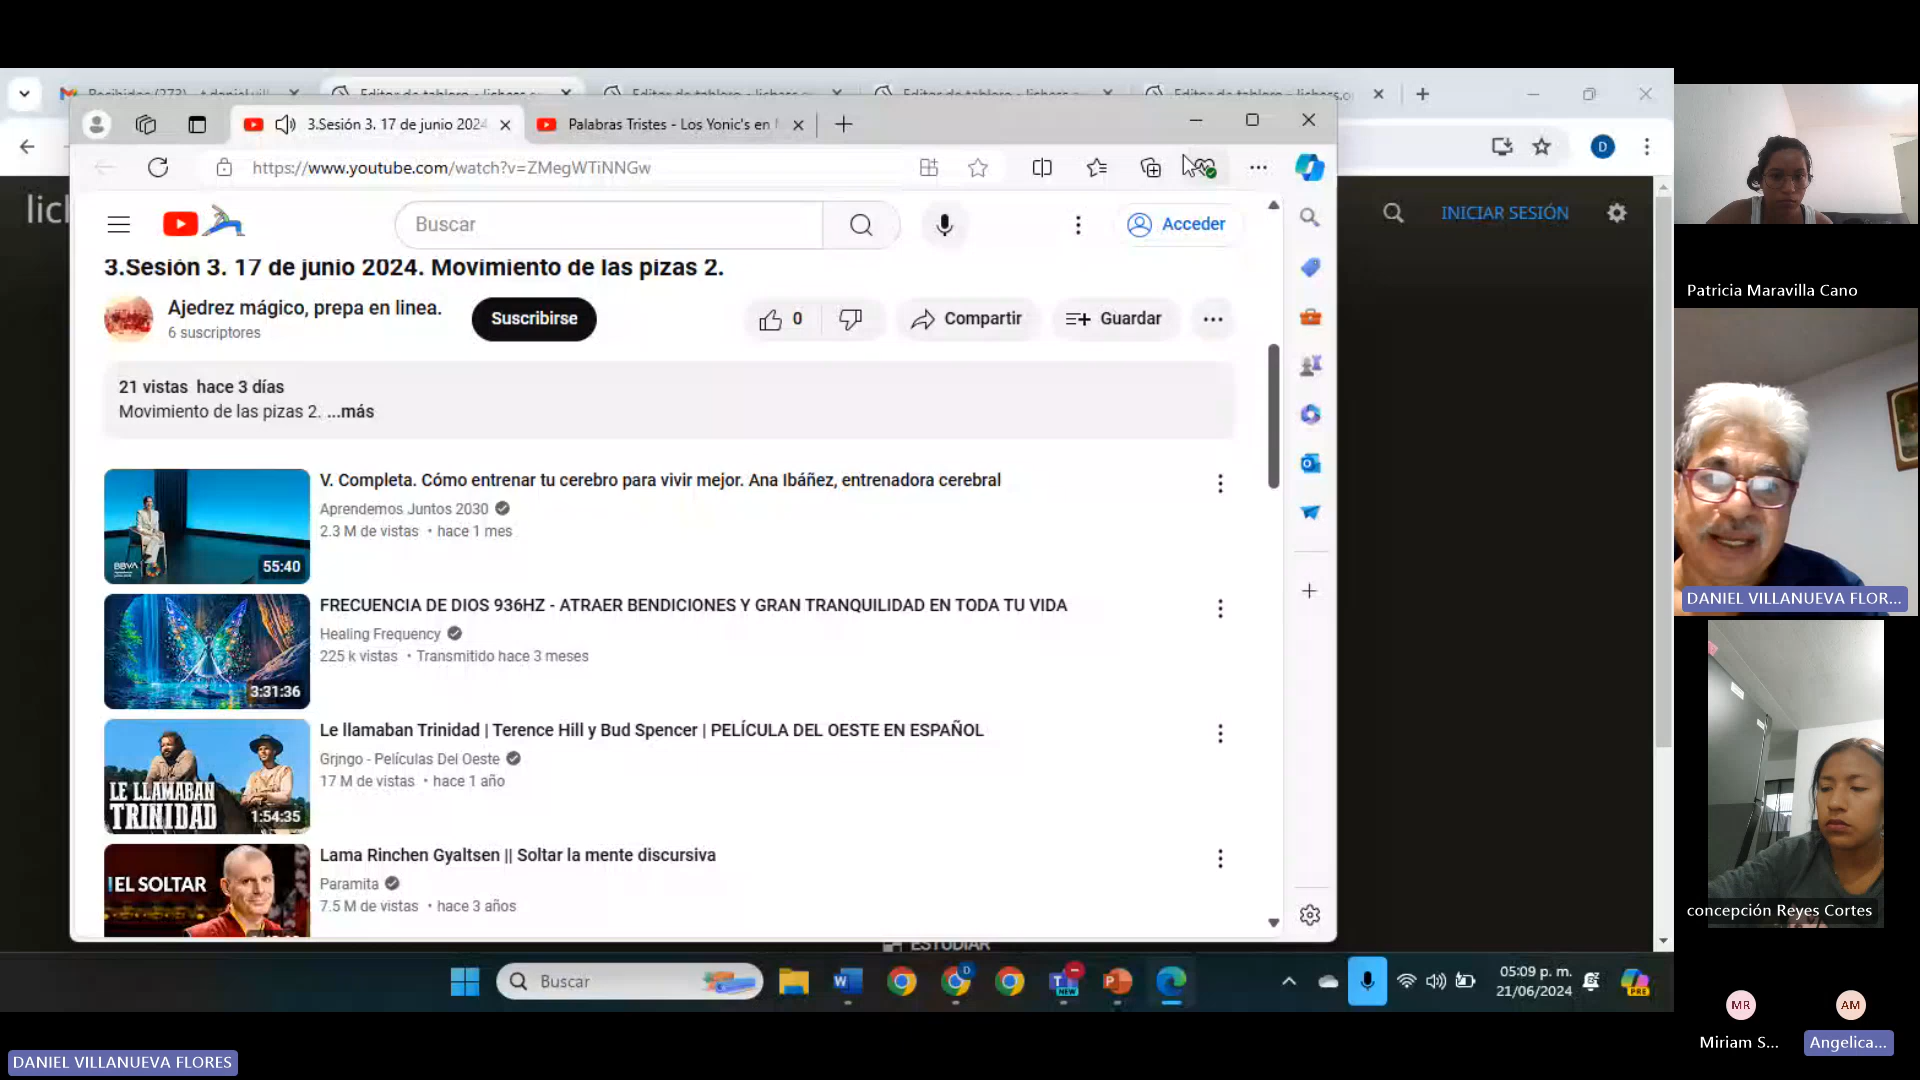 3.Sesión 3. 17 de junio 2024
Palabras Tristes - Los Yonic's en
https://www.youtube.com/watch?v=ZMegWTiNNGw
INICIAR SESIÓN
D
Buscar
Acceder
3.Sesión 3. 17 de junio 2024. Movimiento de las pizas 2.
Ajedrez mágico, prepa en linea.
6 suscriptores
Suscribirse
0
Compartir
Guardar
21 vistas hace 3 días
Movimiento de las pizas 2. ...más
V. Completa. Cómo entrenar tu cerebro para vivir mejor. Ana Ibáñez, entrenadora cerebral
Aprendemos Juntos 2030
2.3 M de vistas • hace 1 mes
BBVA
55:40
FRECUENCIA DE DIOS 936HZ - ATRAER BENDICIONES Y GRAN TRANQUILIDAD EN TODA TU VIDA
Healing Frequency
225 k vistas • Transmitido hace 3 meses
3:31:36
Le llamaban Trinidad | Terence Hill y Bud Spencer | PELÍCULA DEL OESTE EN ESPAÑOL
Grjngo - Películas Del Oeste
17 M de vistas • hace 1 año
LE LLAMABAN
TRINIDAD
1:54:35
Lama Rinchen Gyaltsen || Soltar la mente discursiva
Paramita
7.5 M de vistas • hace 3 años
EL SOLTAR
ESTUDIAR
Buscar
05:09 p. m.
21/06/2024
Patricia Maravilla Cano
DANIEL VILLANUEVA FLOR...
concepción Reyes Cortes
MR
AM
Miriam S...
Angelica...
DANIEL VILLANUEVA FLORES